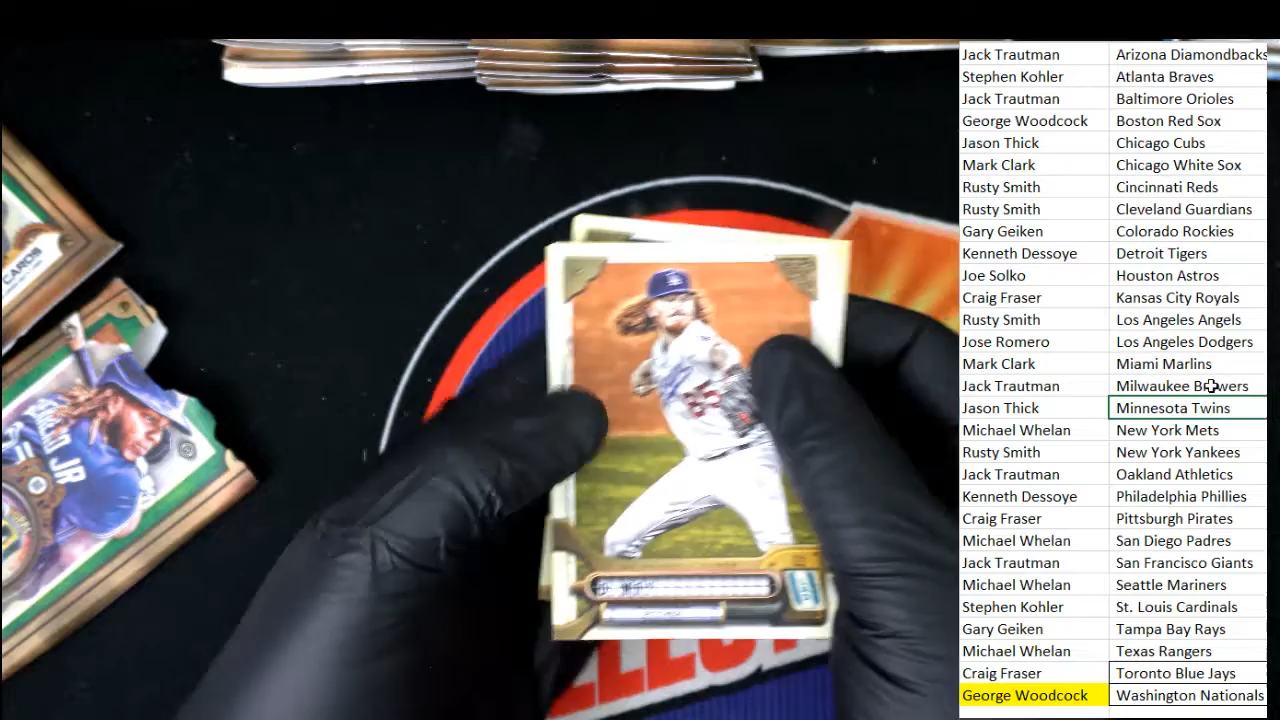 Jack Trautman Arizona Diamondbacks
Stephen Kohler Atlanta Braves
Jack Trautman Baltimore Orioles
George Woodcock Boston Red Sox
Jason Thick Chicago Cubs
Mark Clark Chicago White Sox
Rusty Smith Cincinnati Reds
Rusty Smith Cleveland Guardians
Gary Geiken Colorado Rockies
Kenneth Dessoye Detroit Tigers
Joe Solko Houston Astros
Craig Fraser Kansas City Royals
Rusty Smith Los Angeles Angels
Jose Romero Los Angeles Dodgers
Mark Clark Miami Marlins
Jack Trautman Milwaukee Brewers
Jason Thick Minnesota Twins
Michael Whelan New York Mets
Rusty Smith New York Yankees
Jack Trautman Oakland Athletics
Kenneth Dessoye Philadelphia Phillies
Craig Fraser Pittsburgh Pirates
Michael Whelan San Diego Padres
Jack Trautman San Francisco Giants
Michael Whelan Seattle Mariners
Stephen Kohler St. Louis Cardinals
Gary Geiken Tampa Bay Rays
Michael Whelan Texas Rangers
Craig Fraser Toronto Blue Jays
George Woodcock Washington Nationals
CARDS
JR
85